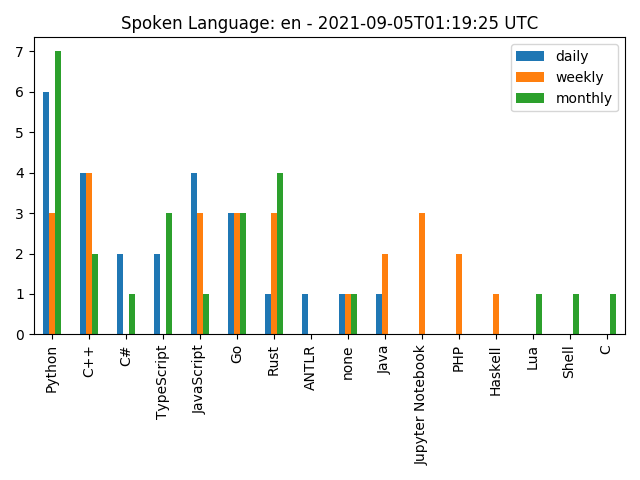 Spoken Language: en - 2021-09-05T01:19:25 UTC
daily
weekly
monthly
7
6
5
4
3
2
1
0
Python
C++
C#
TypeScript
JavaScript
Go
Rust
ANTLR
none
Java
Jupyter Notebook
PHP
Haskell
Lua
Shell
C